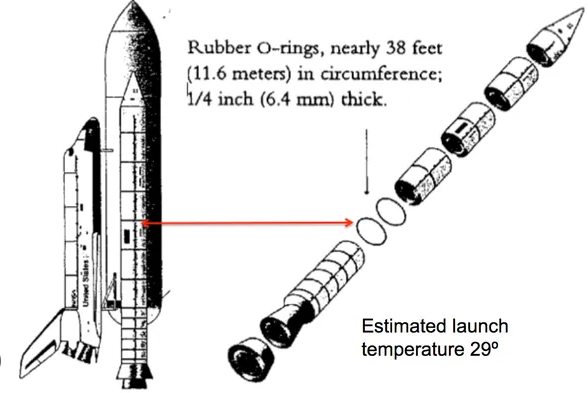 Rubber O-rings, nearly 38 feet
(11.6 meters) in circumference;
1/4 inch (6.4 mm) thick.
United States
Estimated launch
temperature 29º